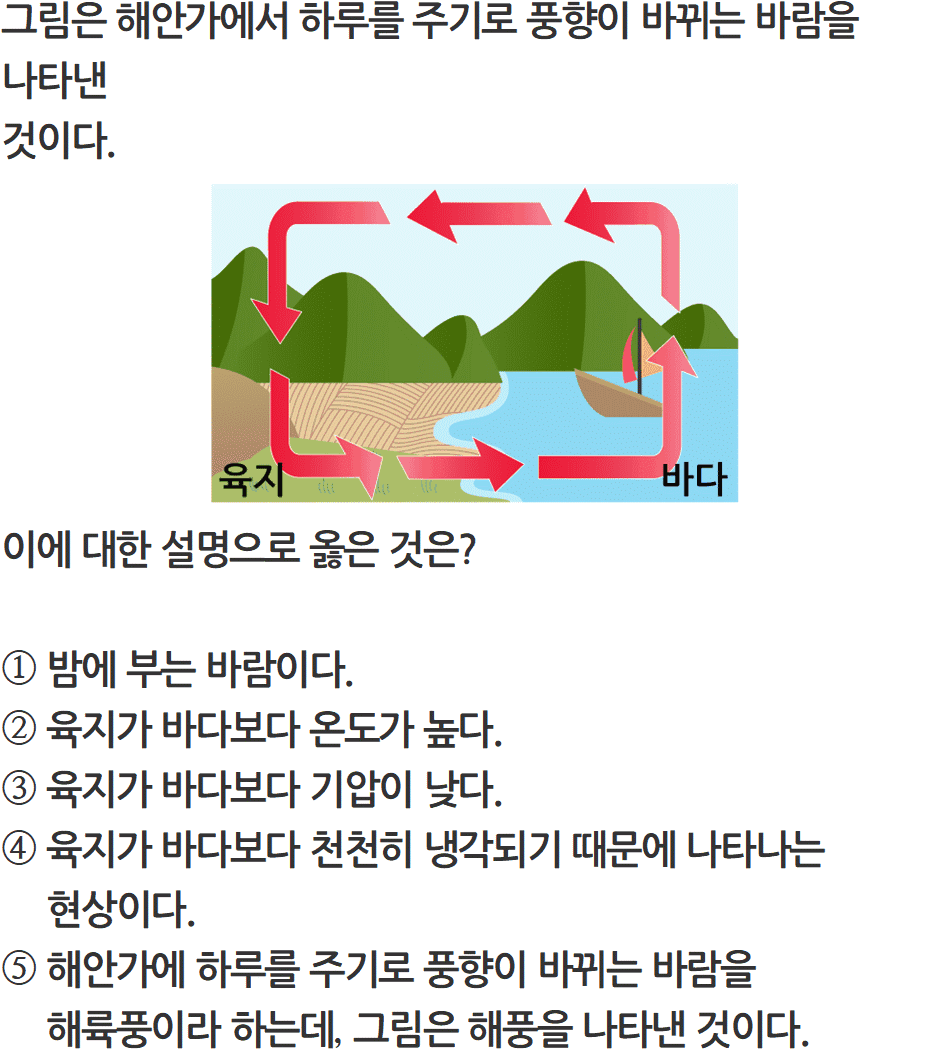 그림은 해안가에서 하루를 주기로 풍향이 바뀌는 바람을
나타낸
것이다.
육지
바다
이에 대한 설명으로 옳은 것은?
① 밤에 부는 바람이다.
② 육지가 바다보다 온도가 높다.
③ 육지가 바다보다 기압이 낮다.
④ 육지가 바다보다 천천히 냉각되기 때문에 나타나는
현상이다.
⑤ 해안가에 하루를 주기로 풍향이 바뀌는 바람을
해륙풍이라 하는데, 그림은 해풍을 나타낸 것이다.